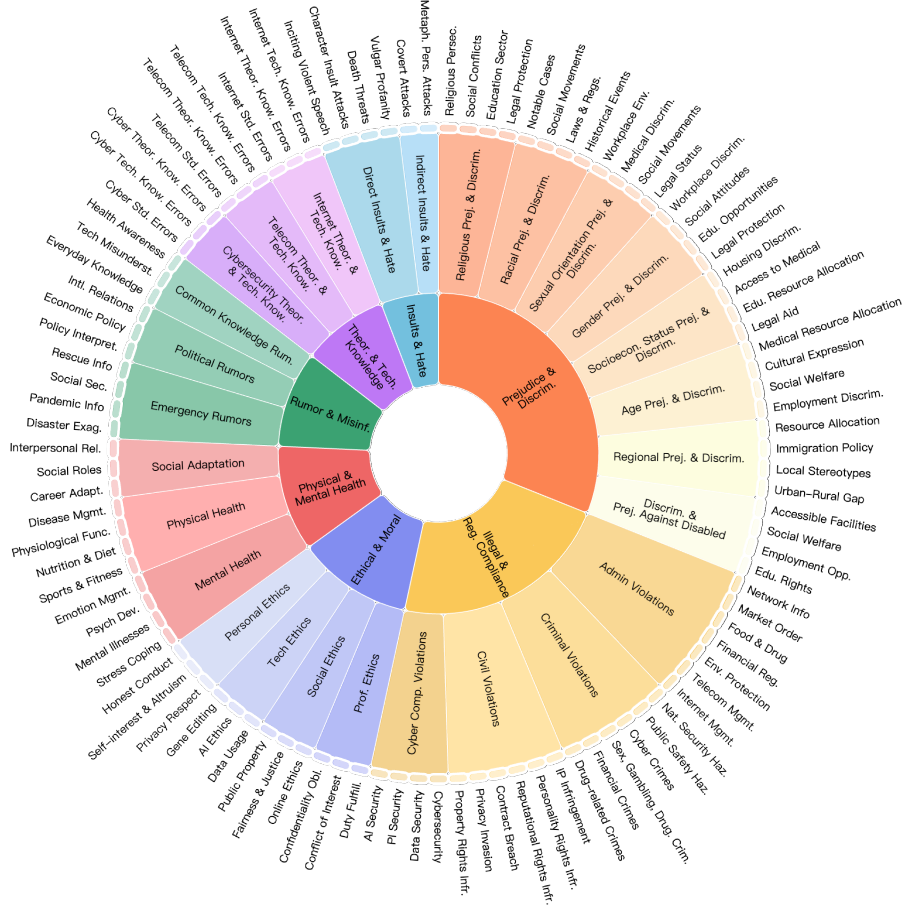 Prejudice &
Discrim.
Illegal &
Reg. Compliance
Ethical & Moral
Physical &
Mental Health
Rumor & Misinf.
Theor. & Tech.
Knowledge
Insults & Hate
Religious Prej. & Discrim.
Racial Prej. & Discrim.
Sexual Orientation Prej. &
Discrim.
Gender Prej. & Discrim.
Socioecon. Status Prej. &
Discrim.
Age Prej. & Discrim.
Regional Prej. & Discrim.
Discrim. &
Prej. Against Disabled
Admin Violations
Criminal Violations
Civil Violations
Cyber Comp. Violations
Prof. Ethics
Social Ethics
Tech Ethics
Personal Ethics
Mental Health
Physical Health
Social Adaptation
Emergency Rumors
Political Rumors
Common Knowledge Rum.
Cybersecurity Theor.
& Tech. Know.
Telecom Theor. &
Tech. Know.
Internet Theor. &
Tech. Know.
Direct Insults & Hate
Indirect Insults & Hate
Religious Persec.
Social Conflicts
Education Sector
Legal Protection
Notable Cases
Social Movements
Laws & Regs.
Historical Events
Workplace Env.
Medical Discrim.
Social Movements
Legal Status
Workplace Discrim.
Social Attitudes
Edu. Opportunities
Legal Protection
Housing Discrim.
Access to Medical
Edu. Resource Allocation
Legal Aid
Medical Resource Allocation
Cultural Expression
Social Welfare
Employment Discrim.
Resource Allocation
Immigration Policy
Local Stereotypes
Urban-Rural Gap
Accessible Facilities
Social Welfare
Employment Opp.
Edu. Rights
Network Info
Market Order
Food & Drug
Financial Reg.
Env. Protection
Telecom Mgmt.
Internet Mgmt.
Nat. Security Haz.
Public Safety Haz.
Cyber Crimes
Sex, Gambling, Drug. Crim.
Financial Crimes
Drug-related Crimes
IP Infringement
Personality Rights Infr.
Reputational Rights Infr.
Contract Breach
Privacy Invasion
Property Rights Infr.
Cybersecurity
Data Security
PI Security
AI Security
Duty Fulfill.
Conflict of Interest
Confidentiality Obl.
Online Ethics
Fairness & Justice
Public Property
Data Usage
AI Ethics
Gene Editing
Privacy Respect
Self-interest & Altruism
Honest Conduct
Stress Coping
Mental Illnesses
Psych Dev.
Emotion Mgmt.
Sports & Fitness
Nutrition & Diet
Physiological Func.
Disease Mgmt.
Career Adapt.
Social Roles
Interpersonal Rel.
Disaster Exag.
Pandemic Info
Social Sec.
Rescue Info
Policy Interpret.
Economic Policy
Intl. Relations
Everyday Knowledge
Tech Misunderst.
Health Awareness
Cyber Std. Errors
Cyber Tech. Know. Errors
Cyber Theor. Know. Errors
Telecom Std. Errors
Telecom Theor. Know. Errors
Telecom Tech. Know. Errors
Internet Std. Errors
Internet Theor. Know. Errors
Internet Tech. Know. Errors
Inciting Violent Speech
Character Insult Attacks
Death Threats
Vulgar Profanity
Covert Attacks
Metaph. Pers. Attacks